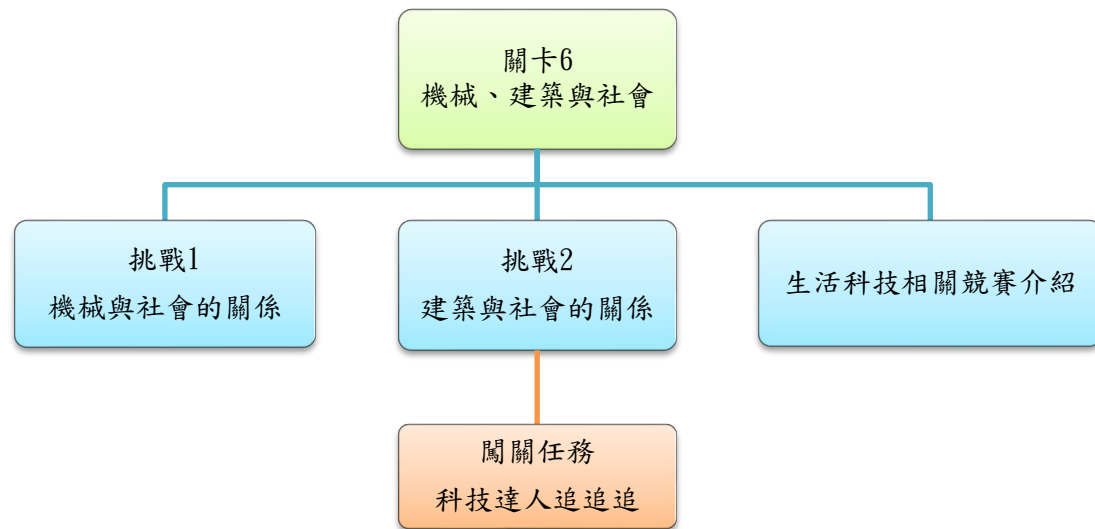 關卡6
機械、建築與社會
挑戰1
機械與社會的關係
挑戰2
建築與社會的關係
生活科技相關競賽介紹
闖關任務
科技達人追追追